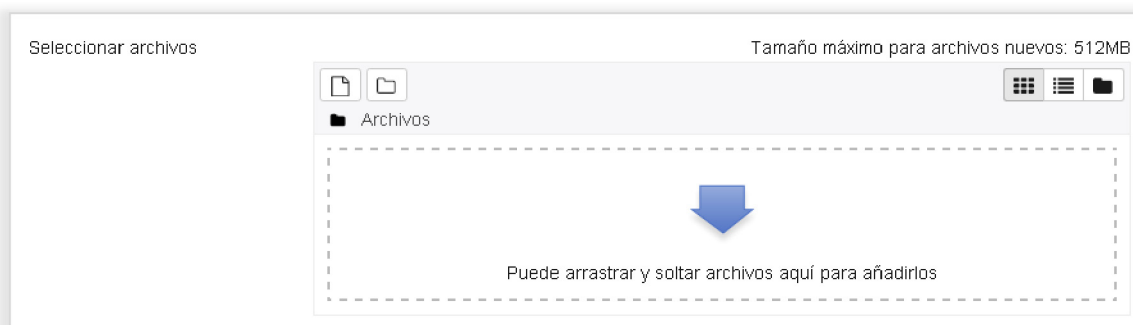 Seleccionar archivos
Tamaño máximo para archivos nuevos: 512MB
Archivos
Puede arrastrar y soltar archivos aquí para añadirlos